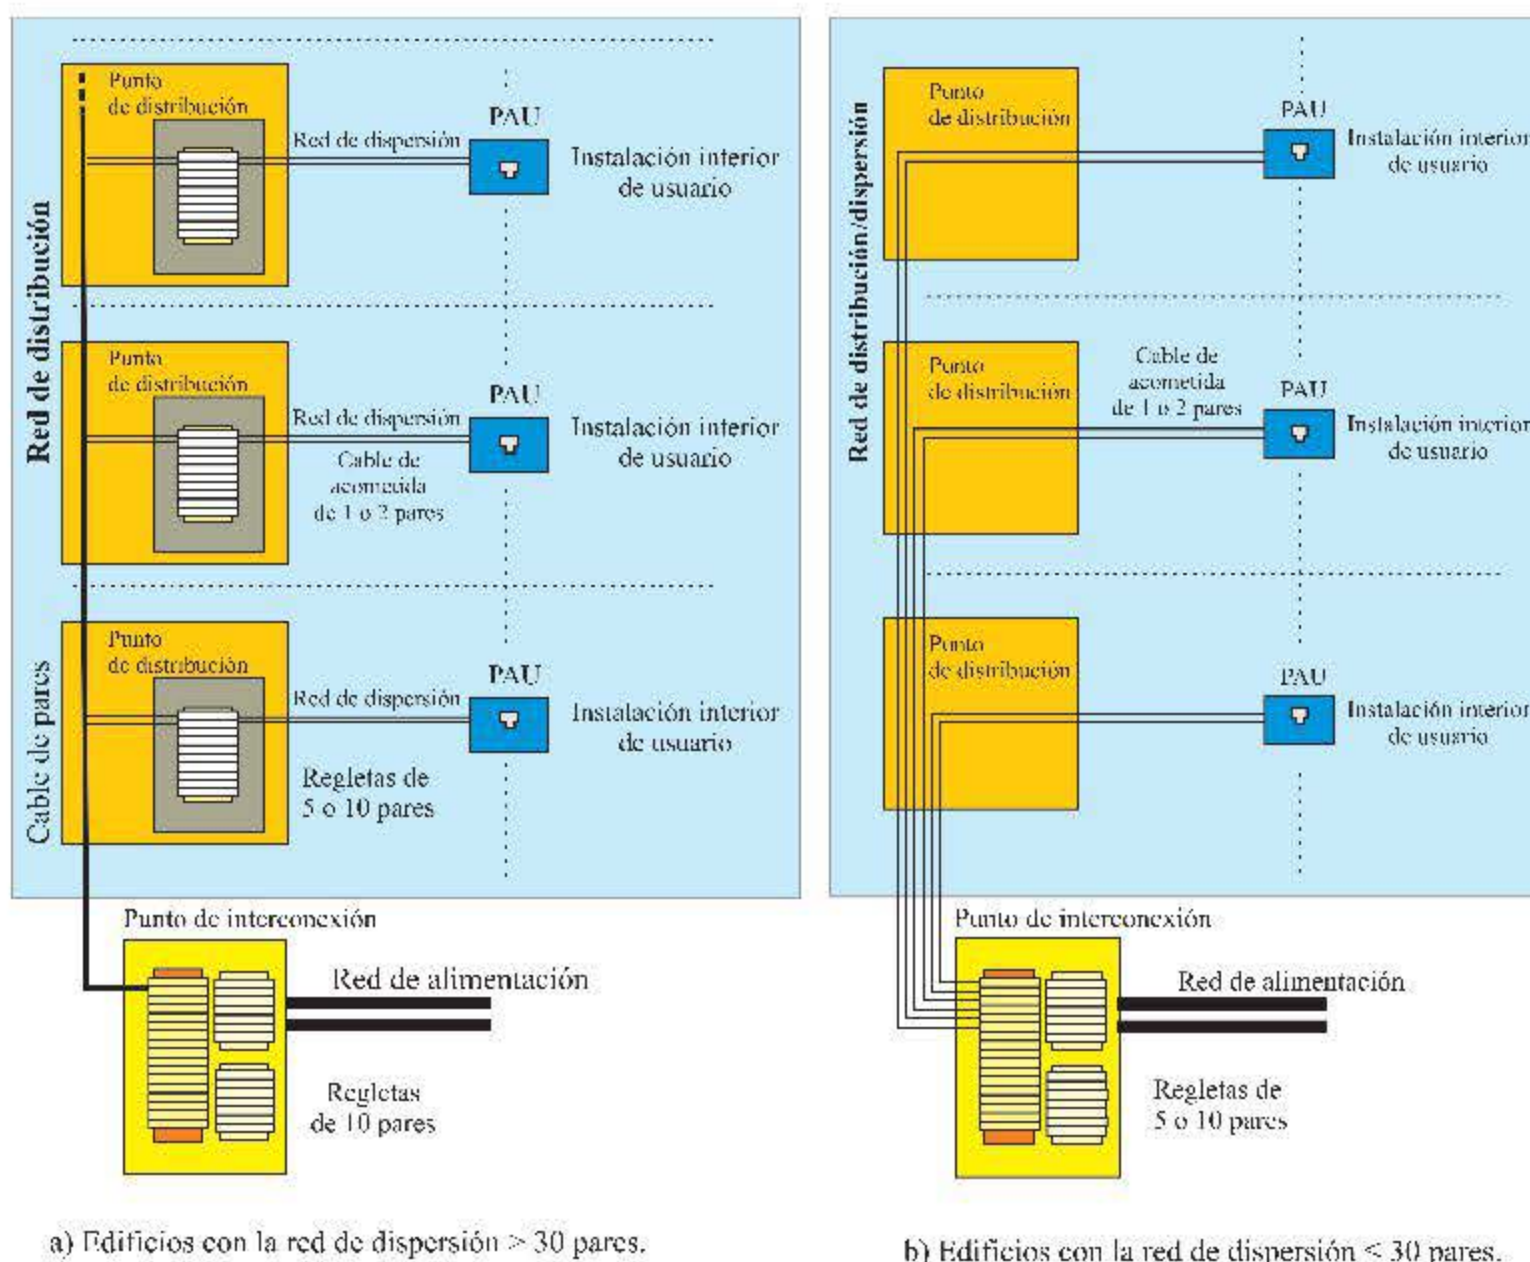 Red de distribución
Cable de pares
Punto
de distribución
Red de dispersión
PAU
Instalación interior
de usuario
Punto
de distribución
Red de dispersión
Cable de
acometida
de 1 o 2 pares
PAU
Instalación interior
de usuario
Punto
de distribución
Red de dispersión
PAU
Instalación interior
de usuario
Regletas de
5 o 10 pares
Punto de interconexión
Red de alimentación
Regletas
de 10 pares
a) Edificios con la red de dispersión > 30 pares.
Red de distribución/dispersión
Punto
de distribución
PAU
Instalación interior
de usuario
Punto
de distribución
Cable de
acometida
de 1 o 2 pares
PAU
Instalación interior
de usuario
Punto
de distribución
PAU
Instalación interior
de usuario
Punto de interconexión
Red de alimentación
Regletas de
5 o 10 pares
b) Edificios con la red de dispersión < 30 pares.